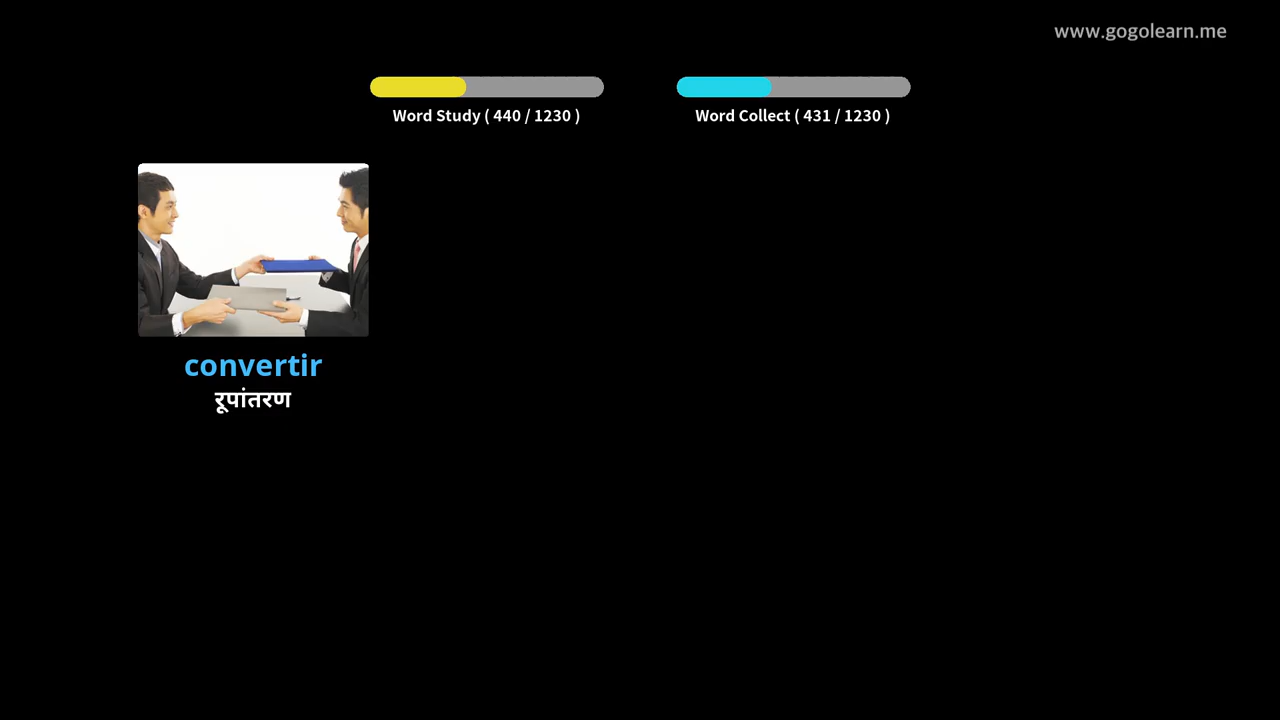 www.gogolearn.me
Word Study ( 440 / 1230 )
Word Collect ( 431 / 1230 )
convertir
रूपांतरण